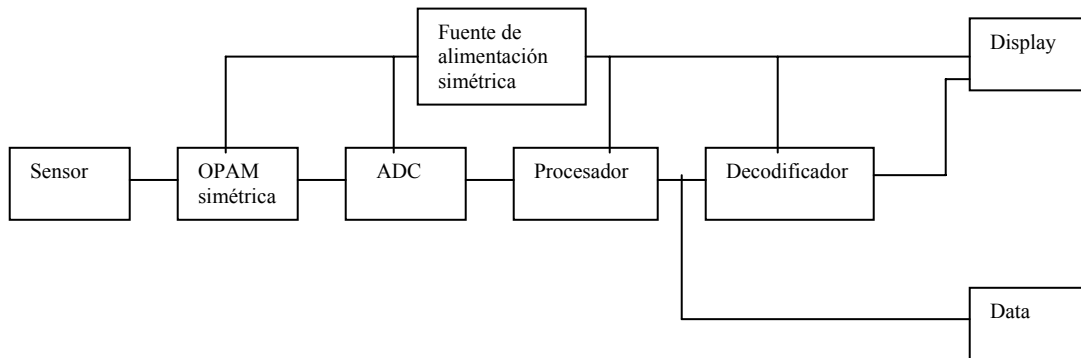 Fuente de
alimentación
simétrica
Display
Sensor
OPAM
simétrica
ADC
Procesador
Decodificador
Data